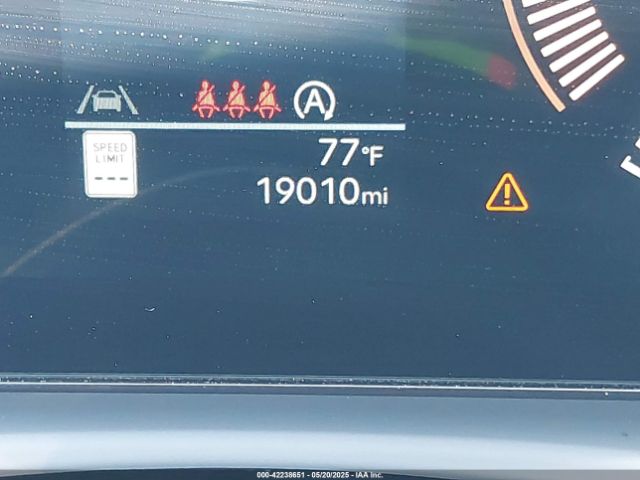 A
SPEED
LIMIT
---
77°F
19010mi
000-42238651 - 05/20/2025 - IAA Inc.